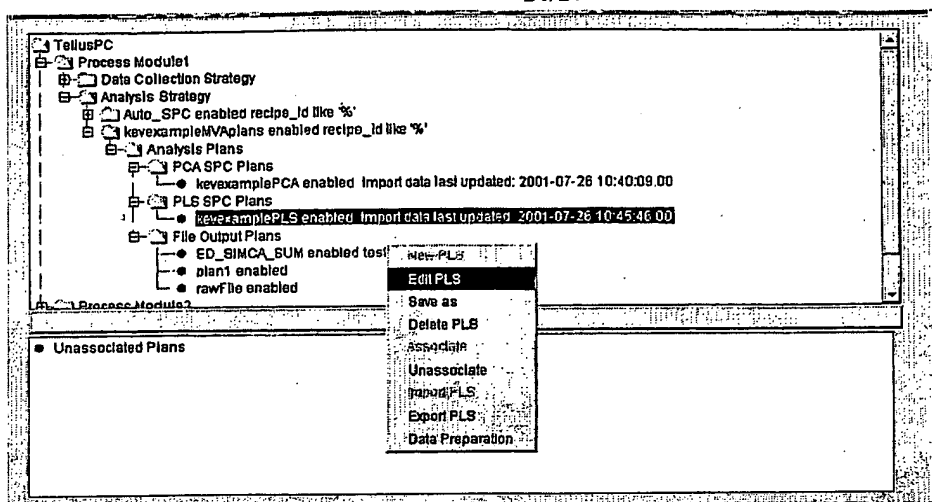 TellusPC
Process Module1
Data Collection Strategy
Analysis Strategy
Auto_SPC enabled recipe_id like '%'
kevexampleMVAplans enabled recipe_id like '%'
Analysis Plans
PCA SPC Plans
kevexamplePCA enabled Import data last updated: 2001-07-26 10:40:09.00
PLS SPC Plans
kevexamplePLS enabled Import data last updated 2001-07-26 10:45:46.00
File Output Plans
ED_SIMCA_SUM enabled test
plan1 enabled
rawFile enabled
Process Module2
New PLS
Edit PLS
Save as
Delete PLS
Associate
Unassociate
Import PLS
Export PLS
Data Preparation
Unassociated Plans